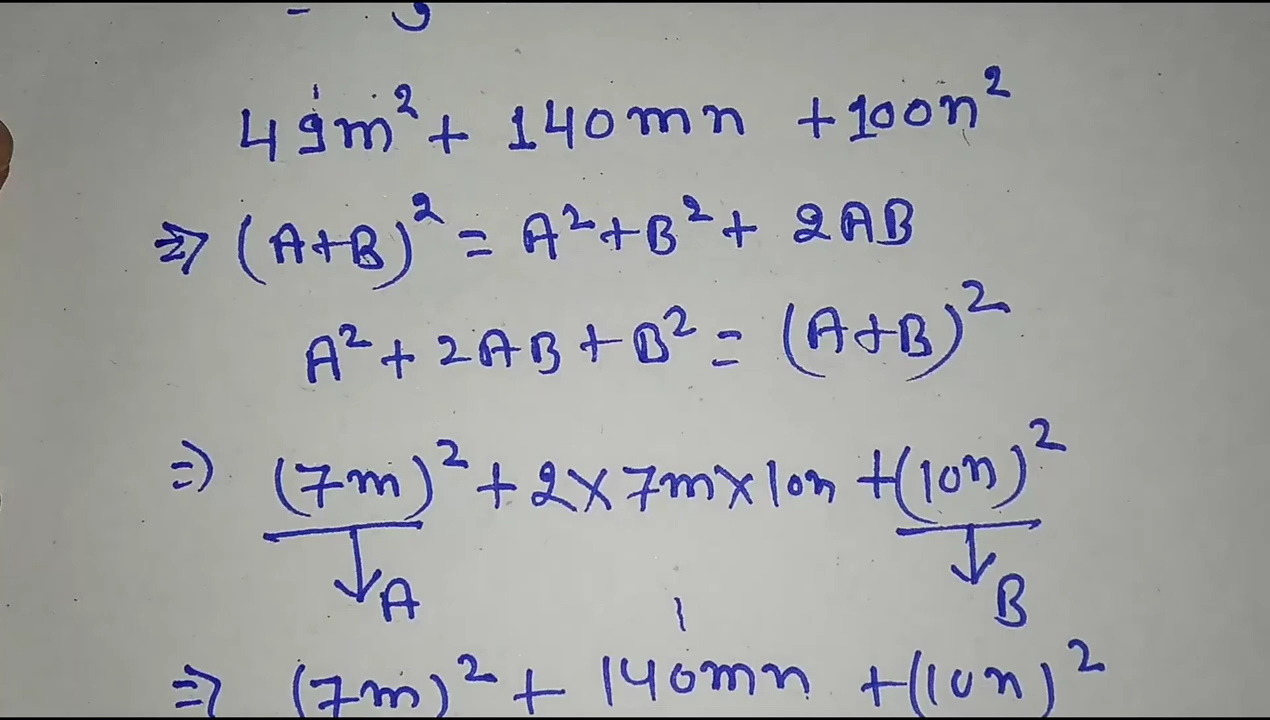 49m² + 140mn + 100n²
⇒ (A+B)² = A² + B² + 2AB
A² + 2AB + B² = (A+B)²
⇒ (7m)² + 2×7m×10n + (10n)²
A B
⇒ (7m)² + 140mn + (10n)²